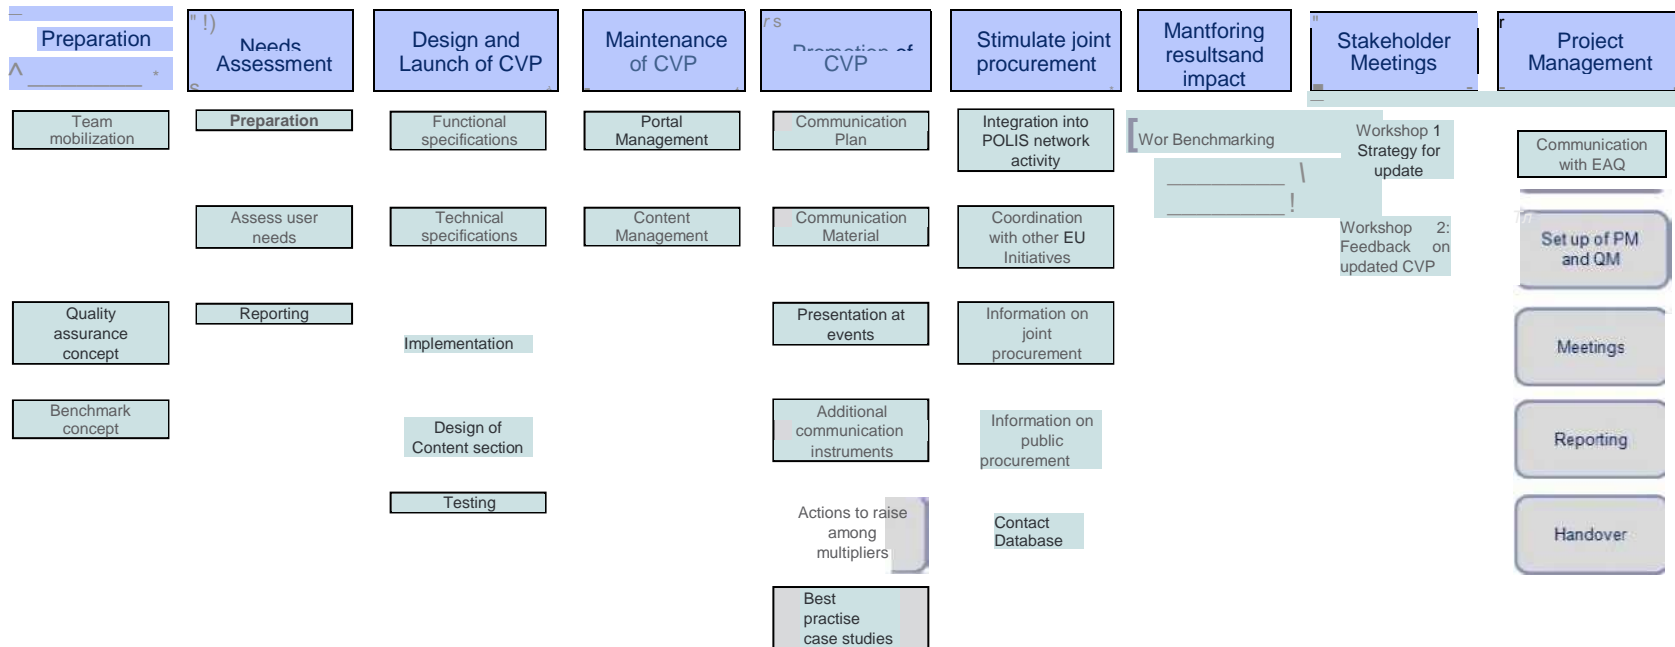 Preparation
Needs
Assessment
Design and
Launch of CVP
Maintenance
of CVP
Promotion of
CVP
Stimulate joint
procurement
Mantforing
resultsand
impact
Stakeholder
Meetings
Project
Management
Team
mobilization
Quality
assurance
concept
Benchmark
concept
Preparation
Assess user
needs
Reporting
Functional
specifications
Technical
specifications
Implementation
Design of
Content section
Testing
Portal
Management
Content
Management
Communication
Plan
Communication
Material
Presentation at
events
Additional
communication
instruments
Actions to raise
among
multipliers
Best
practise
case studies
Integration into
POLIS network
activity
Coordination
with other EU
Initiatives
Information on
joint
procurement
Information on
public
procurement
Contact
Database
[Wor Benchmarking
Workshop 1
Strategy for
update
Workshop 2:
Feedback on
updated CVP
Communication
with EAQ
Set up of PM
and QM
Meetings
Reporting
Handover